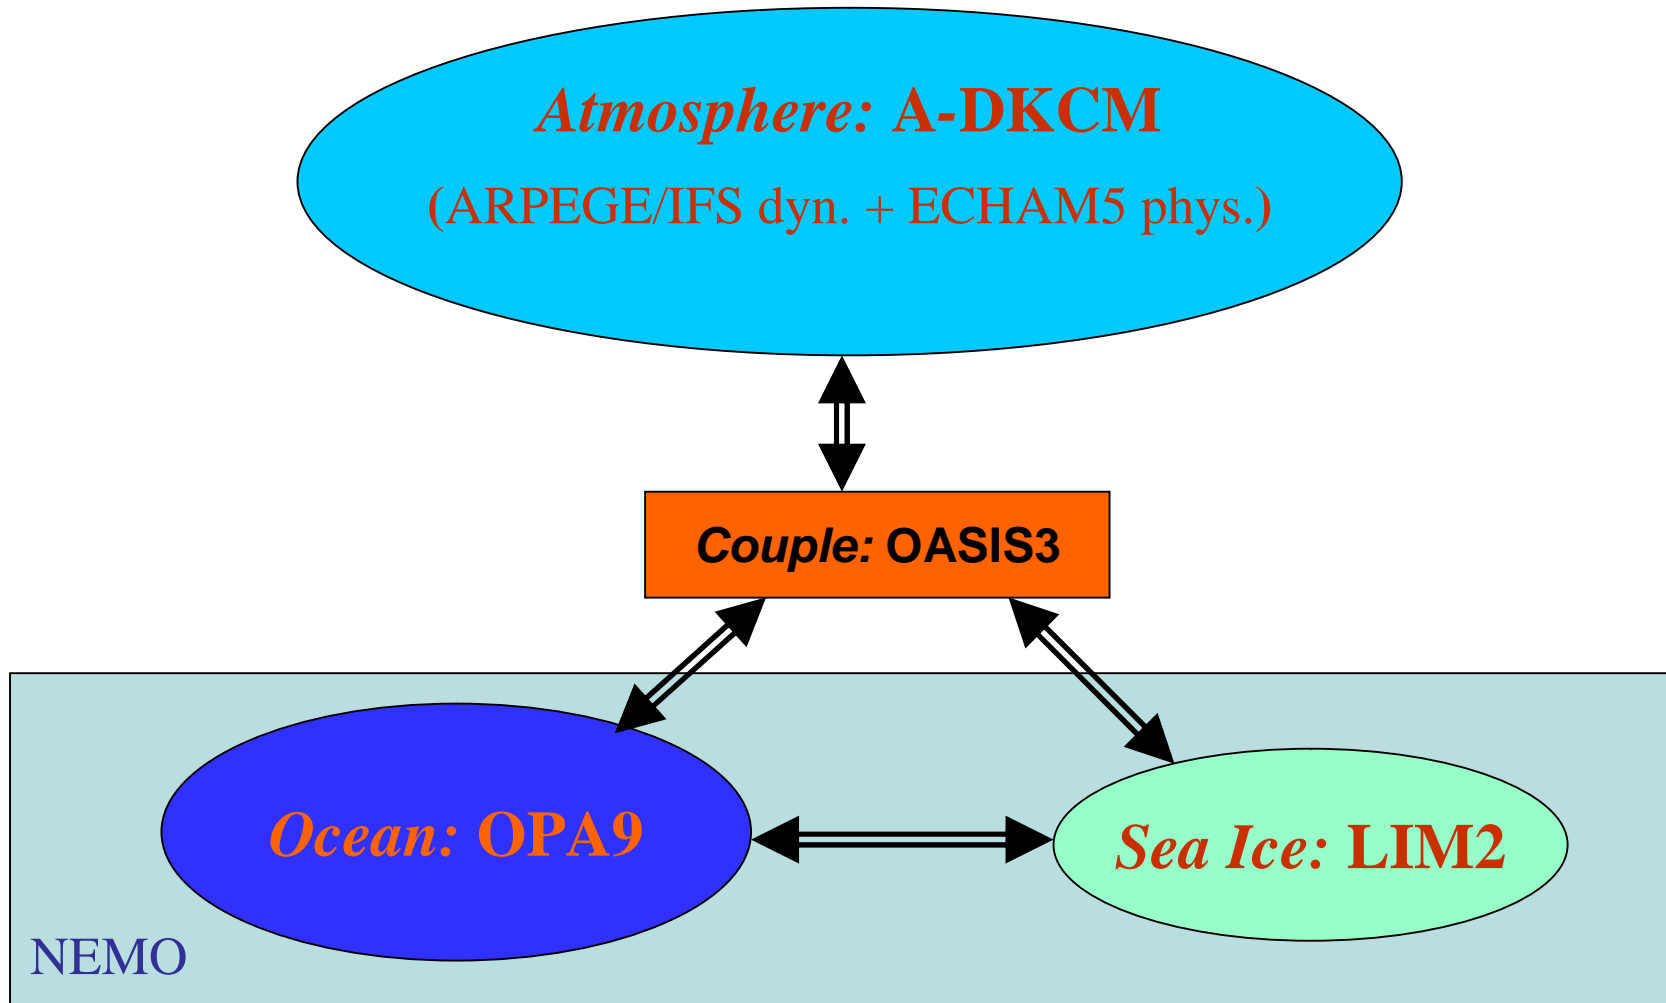 Atmosphere: A-DKCM
(ARPEGE/IFS dyn. + ECHAM5 phys.)
Couple: OASIS3
Ocean: OPA9
Sea Ice: LIM2
NEMO